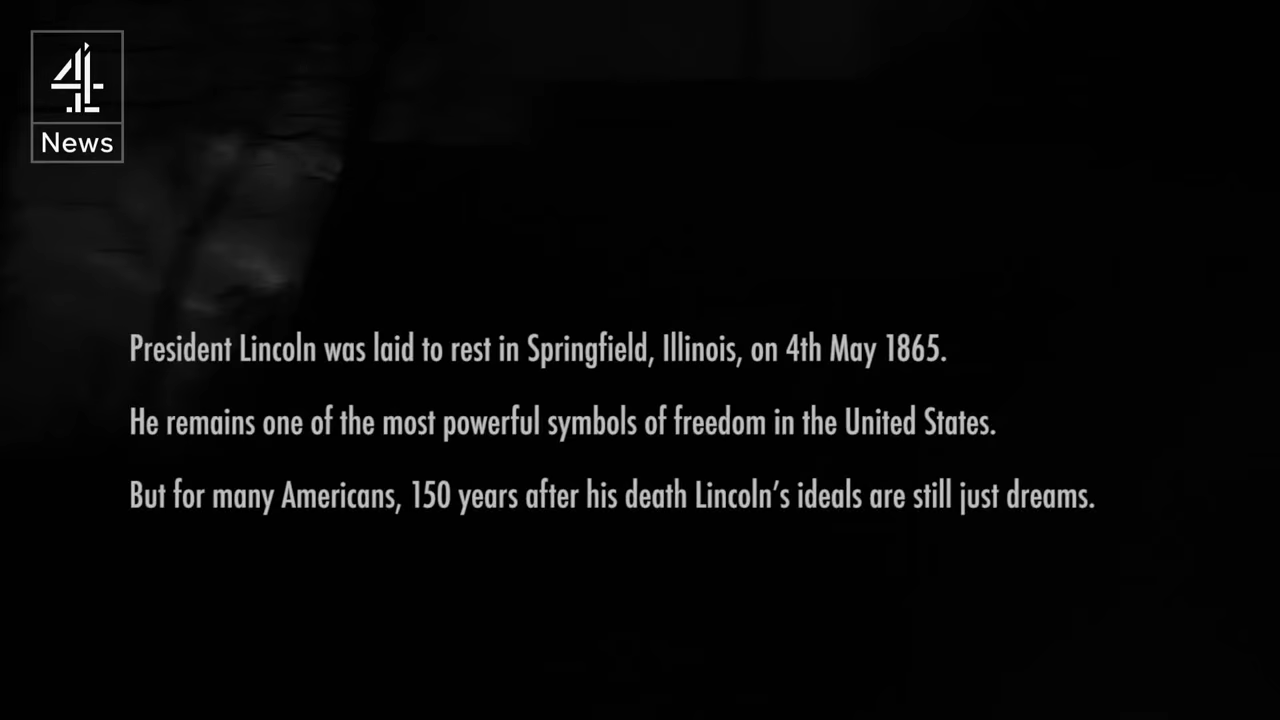 4
News
President Lincoln was laid to rest in Springfield, Illinois, on 4th May 1865.
He remains one of the most powerful symbols of freedom in the United States.
But for many Americans, 150 years after his death Lincoln's ideals are still just dreams.